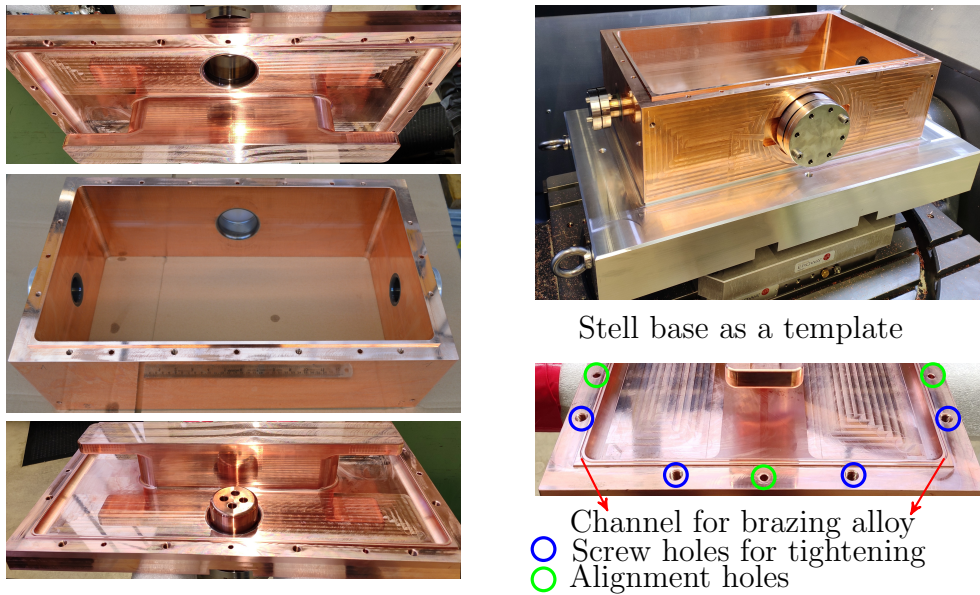 Stell base as a template
Channel for brazing alloy
Screw holes for tightening
Alignment holes